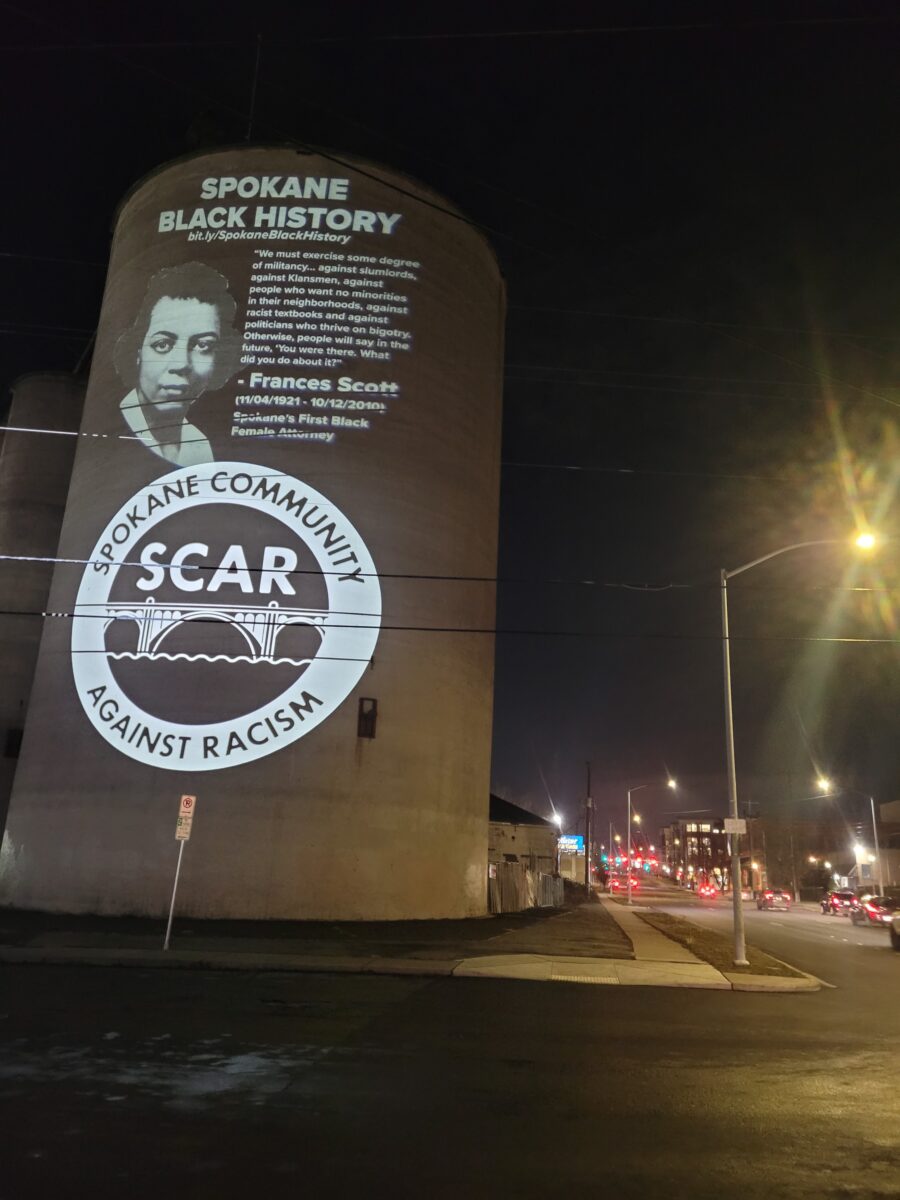 SPOKANE
BLACK HISTORY
bit.ly/SpokaneBlackHistory
"We must exercise some degree
of militancy... against slumlords,
against Klansmen, against
people who want no minorities
in their neighborhoods, against
racist textbooks and against
politicians who thrive on bigotry.
Otherwise, people will say in the
future, 'You were there. What
did you do about it?"
- Frances Scott
(11/04/1921 - 10/12/2010)
Spokane's First Black
Female Attorney
SPOKANE COMMUNITY
SCAR
AGAINST RACISM